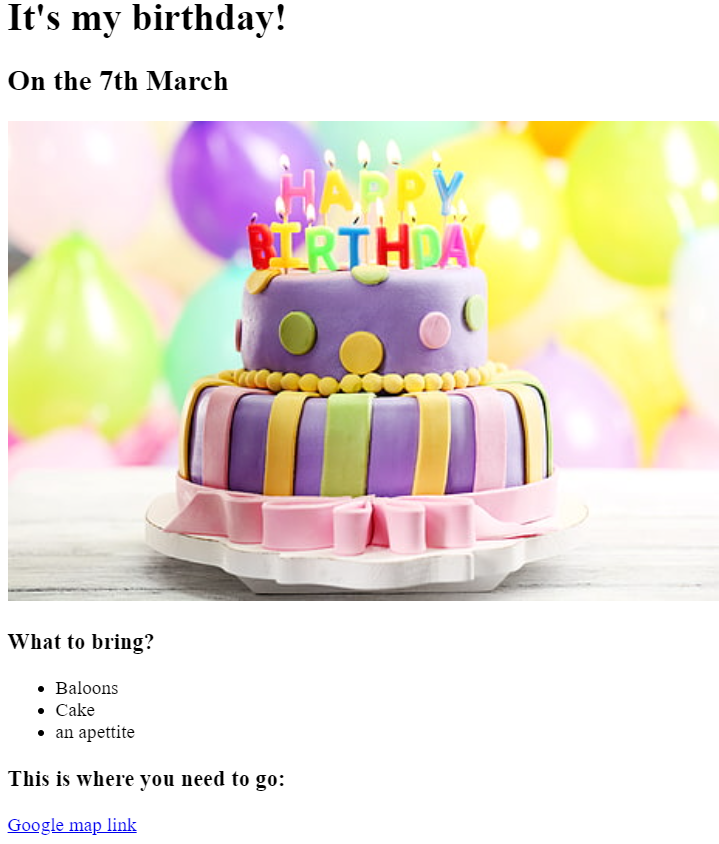 It's my birthday!
On the 7th March
HAPPY
BIRTHDAY
What to bring?
Baloons
Cake
an apettite
This is where you need to go:
Google map link